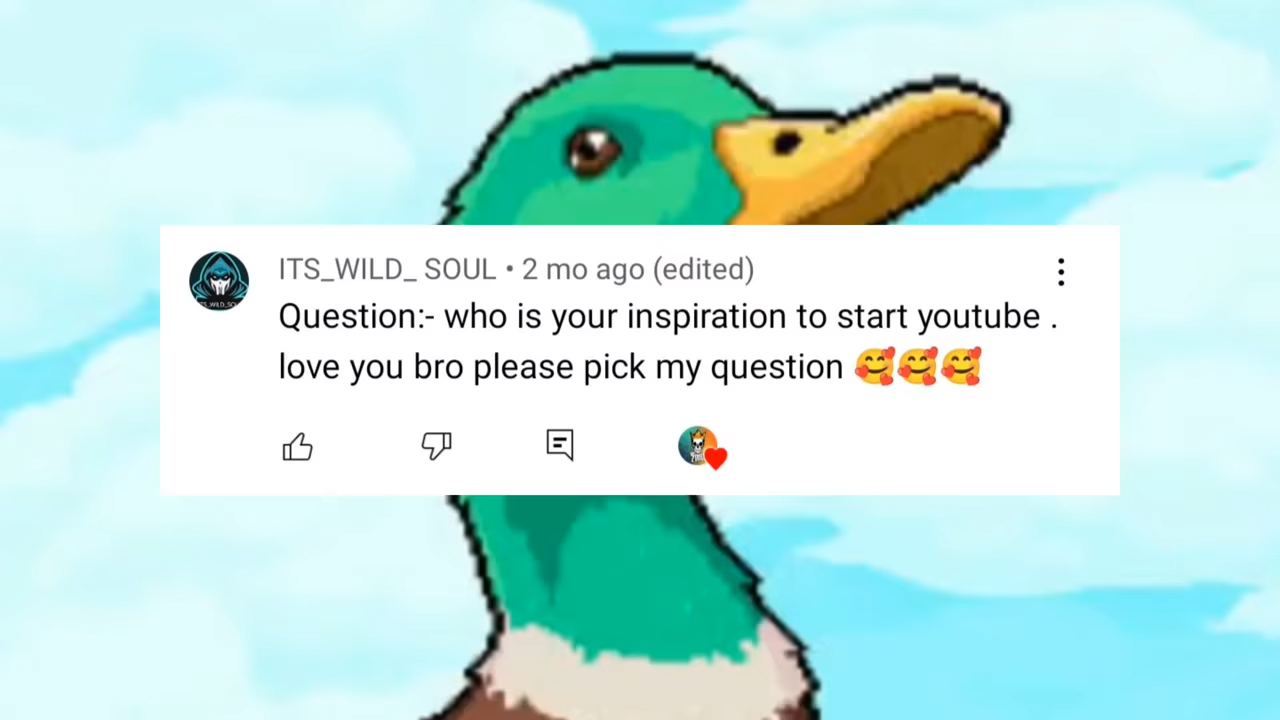 ITS_WILD_ SOUL • 2 mo ago (edited)
Question:- who is your inspiration to start youtube .
love you bro please pick my question 🥰🥰🥰